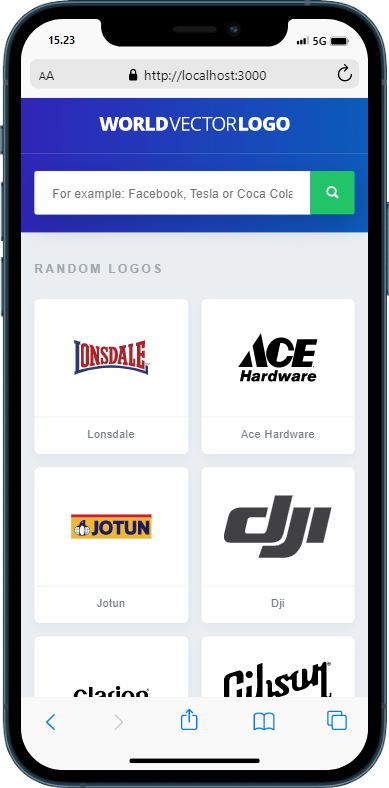 15.23 5G
AA http://localhost:3000
WORLDVECTORLOGO
For example: Facebook, Tesla or Coca Cola
RANDOM LOGOS
LONSDALE
ACE
Hardware
Lonsdale Ace Hardware
JOTUN dji
Jotun Dji
Clarion Gibson